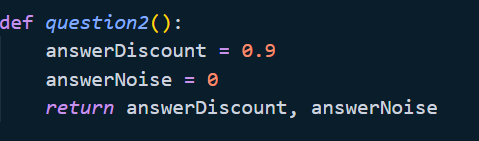 def question2():
    answerDiscount = 0.9
    answerNoise = 0
    return answerDiscount, answerNoise